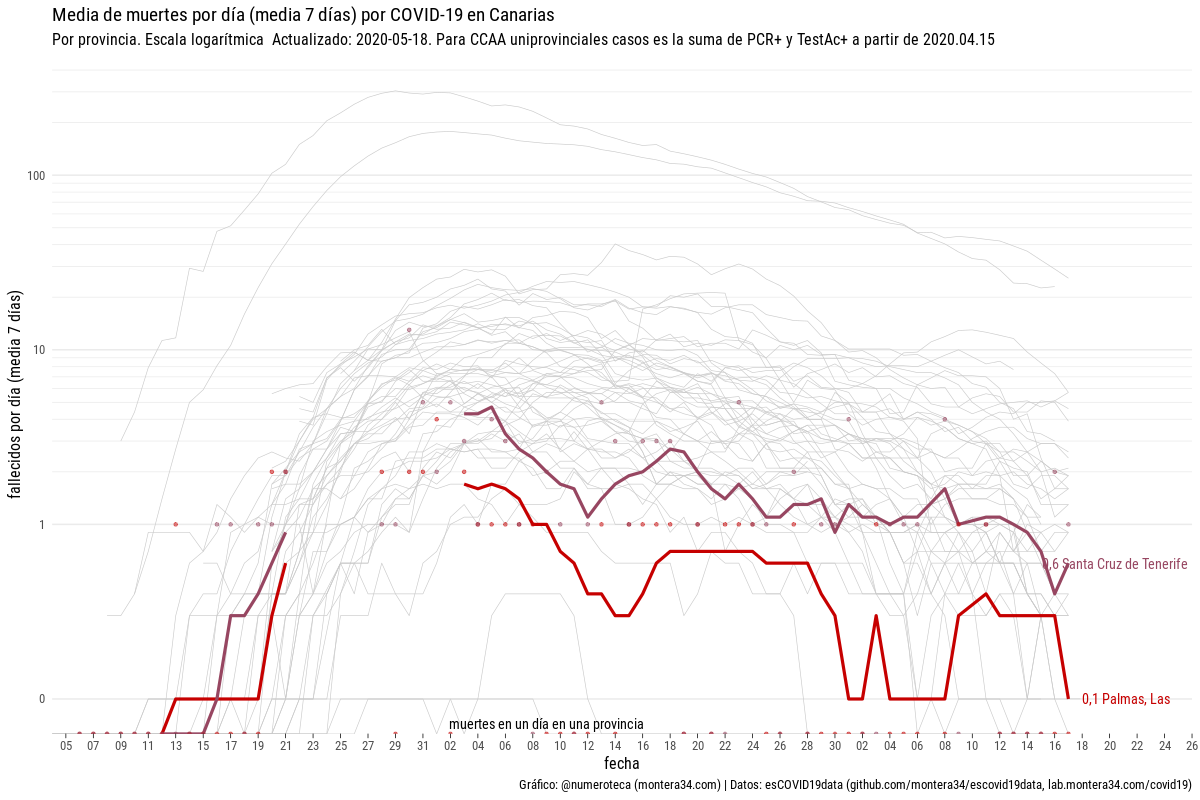 Media de muertes por día (media 7 días) por COVID-19 en Canarias
Por provincia. Escala logarítmica  Actualizado: 2020-05-18. Para CCAA uniprovinciales casos es la suma de PCR+ y TestAc+ a partir de 2020.04.15
fallecidos por día (media 7 días)
100
10
1
0
0,6 Santa Cruz de Tenerife
0,1 Palmas, Las
muertes en un día en una provincia
05 07 09 11 13 15 17 19 21 23 25 27 29 31 02 04 06 08 10 12 14 16 18 20 22 24 26 28 30 02 04 06 08 10 12 14 16 18 20 22 24 26
fecha
Gráfico: @numeroteca (montera34.com) | Datos: esCOVID19data (github.com/montera34/escovid19data, lab.montera34.com/covid19)